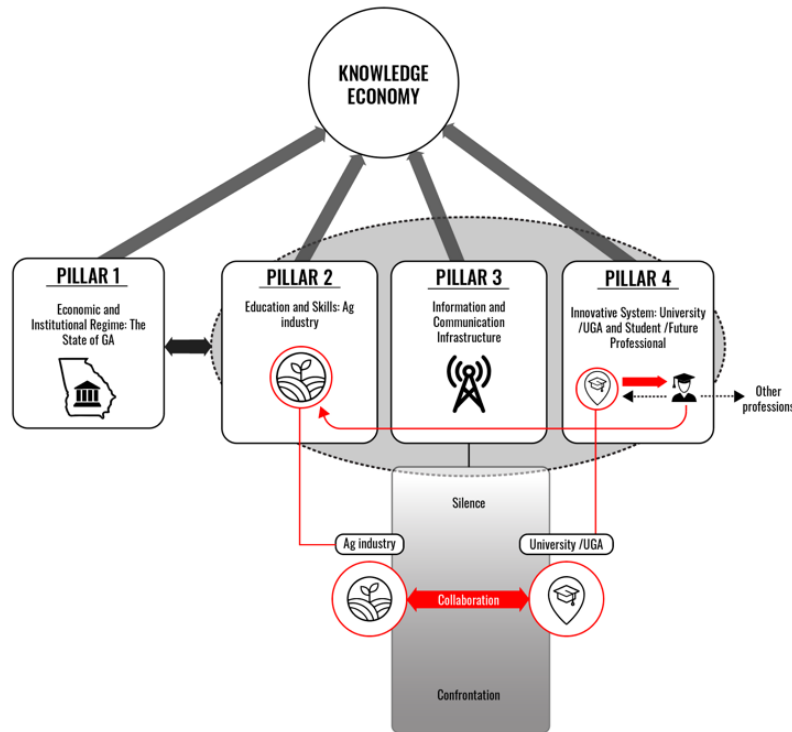 KNOWLEDGE
ECONOMY
PILLAR 1
Economic and
Institutional Regime: The
State of GA
PILLAR 2
Education and Skills: Ag
industry
PILLAR 3
Information and
Communication
Infrastructure
PILLAR 4
Innovative System: University
/UGA and Student /Future
Professional
Other
professions
Silence
Ag industry
University /UGA
Collaboration
Confrontation